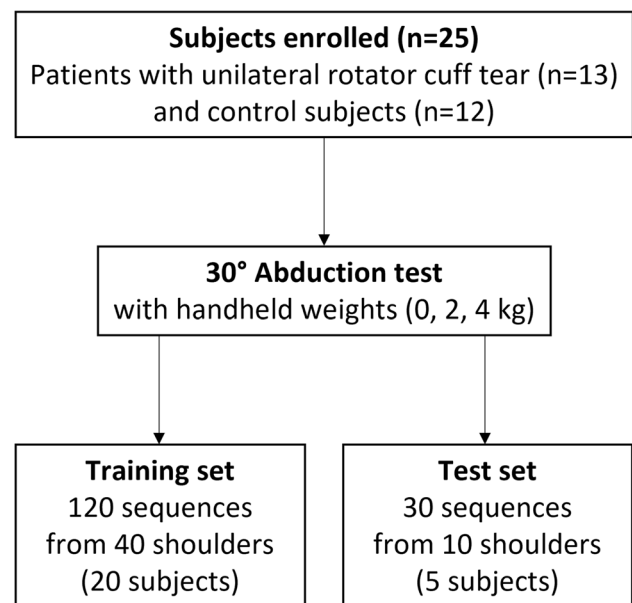 Subjects enrolled (n=25)
Patients with unilateral rotator cuff tear (n=13)
and control subjects (n=12)
30° Abduction test
with handheld weights (0, 2, 4 kg)
Training set
120 sequences
from 40 shoulders
(20 subjects)
Test set
30 sequences
from 10 shoulders
(5 subjects)